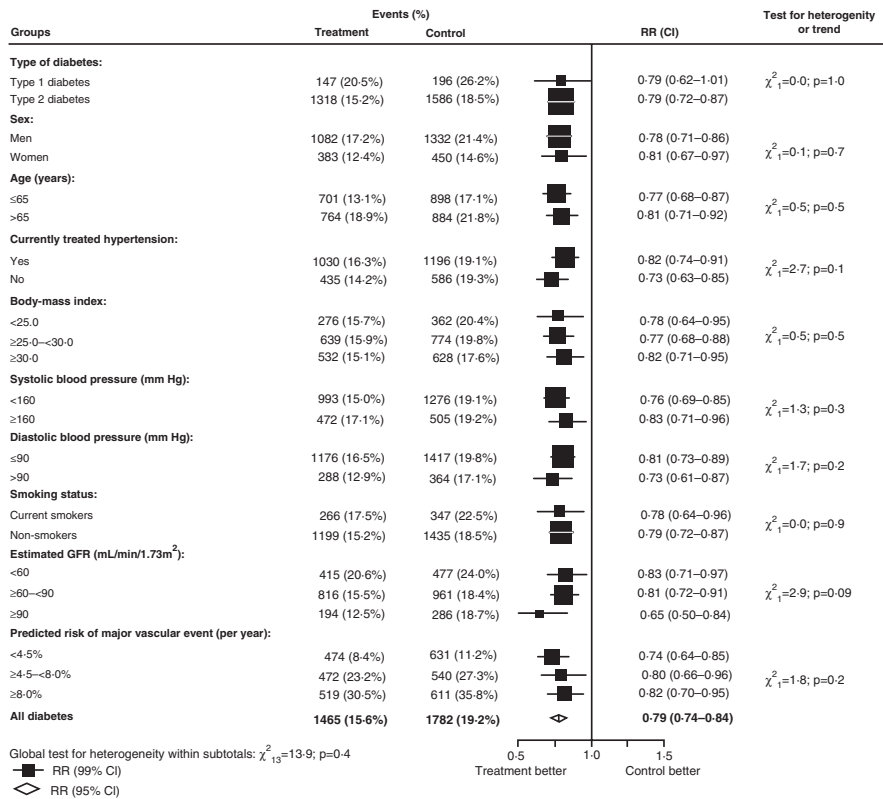 Events (%)
Test for heterogenity or trend
Groups Treatment Control RR (CI)
Type of diabetes:
Type 1 diabetes 147 (20·5%) 196 (26·2%) 0·79 (0·62–1·01)
χ²₁=0·0; p=1·0
Type 2 diabetes 1318 (15·2%) 1586 (18·5%) 0·79 (0·72–0·87)
Sex:
Men 1082 (17·2%) 1332 (21·4%) 0·78 (0·71–0·86)
χ²₁=0·1; p=0·7
Women 383 (12·4%) 450 (14·6%) 0·81 (0·67–0·97)
Age (years):
≤65 701 (13·1%) 898 (17·1%) 0·77 (0·68–0·87)
χ²₁=0·5; p=0·5
>65 764 (18·9%) 884 (21·8%) 0·81 (0·71–0·92)
Currently treated hypertension:
Yes 1030 (16·3%) 1196 (19·1%) 0·82 (0·74–0·91)
χ²₁=2·7; p=0·1
No 435 (14·2%) 586 (19·3%) 0·73 (0·63–0·85)
Body-mass index:
<25.0 276 (15·7%) 362 (20·4%) 0·78 (0·64–0·95)
≥25·0–<30·0 639 (15·9%) 774 (19·8%) 0·77 (0·68–0·88) χ²₁=0·5; p=0·5
≥30·0 532 (15·1%) 628 (17·6%) 0·82 (0·71–0·95)
Systolic blood pressure (mm Hg)
<160 993 (15·0%) 1276 (19·1%) 0·76 (0·69–0·85)
χ²₁=1·3; p=0·3
≥160 472 (17·1%) 505 (19·2%) 0·83 (0·71–0·96)
Diastolic blood pressure (mm Hg):
≤90 1176 (16·5%) 1417 (19·8%) 0·81 (0·73–0·89)
χ²₁=1·7; p=0·2
>90 288 (12·9%) 364 (17·1%) 0·73 (0·61–0·87)
Smoking status:
Current smokers 266 (17·5%) 347 (22·5%) 0·78 (0·64–0·96)
χ²₁=0·0; p=0·9
Non-smokers 1199 (15·2%) 1435 (18·5%) 0·79 (0·72–0·87)
Estimated GFR (mL/min/1.73m²):
<60 415 (20·6%) 477 (24·0%) 0·83 (0·71–0·97)
≥60–<90 816 (15·5%) 961 (18·4%) 0·81 (0·72–0·91) χ²₁=2·9; p=0·09
≥90 194 (12·5%) 286 (18·7%) 0·65 (0·50–0·84)
Predicted risk of major vascular event (per year):
<4·5% 474 (8·4%) 631 (11·2%) 0·74 (0·64–0·85)
≥4·5–<8·0% 472 (23·2%) 540 (27·3%) 0·80 (0·66–0·96) χ²₁=1·8; p=0·2
≥8·0% 519 (30·5%) 611 (35·8%) 0·82 (0·70–0·95)
All diabetes 1465 (15·6%) 1782 (19·2%) 0·79 (0·74–0·84)
Global test for heterogeneity within subtotals: χ²₁₃=13·9; p=0·4
0·5 1·0 1·5
RR (99% CI) Treatment better Control better
RR (95% CI)